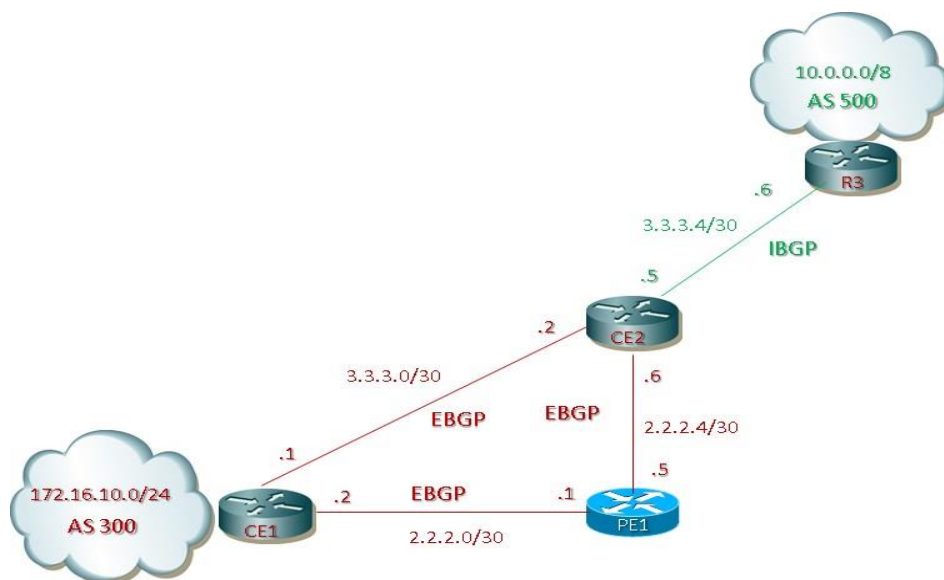 10.0.0.0/8
AS 500
R3
.6
3.3.3.4/30
IBGP
.5
.2
CE2
3.3.3.0/30
.6
EBGP
EBGP
2.2.2.4/30
.1
.5
172.16.10.0/24
AS 300
CE1
.2
EBGP
.1
PE1
2.2.2.0/30